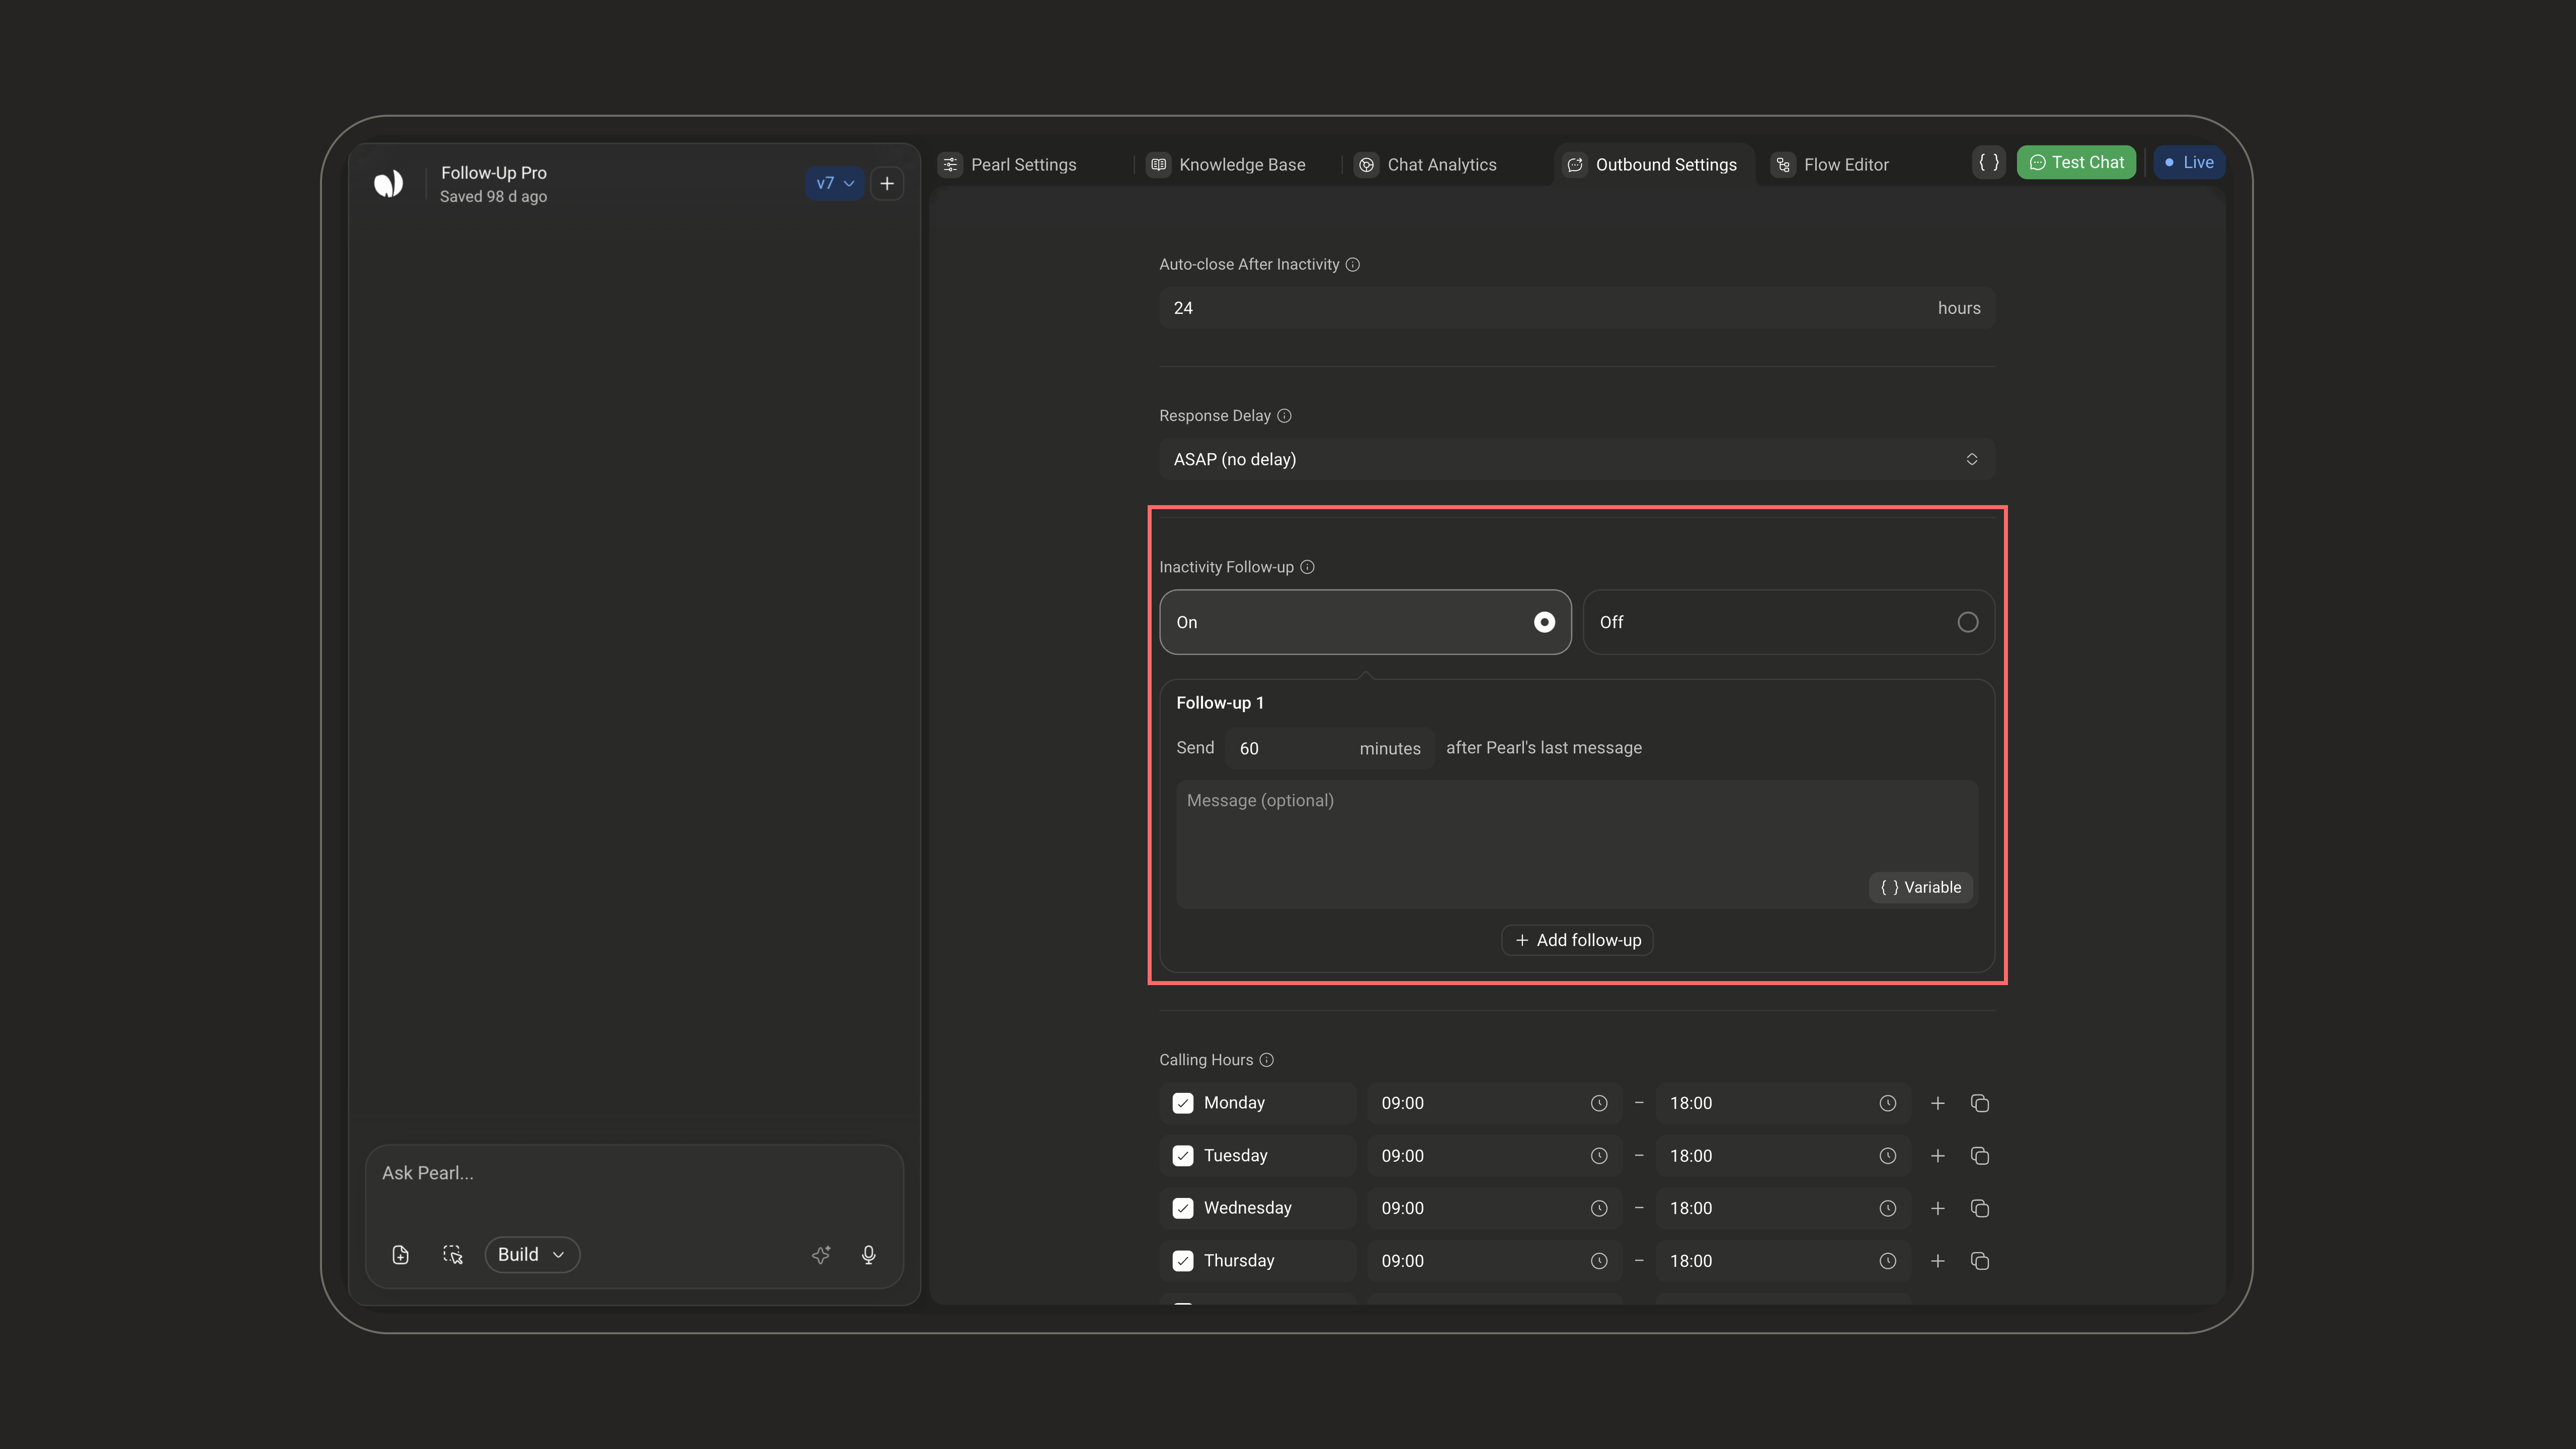 Follow-Up Pro
Saved 98 d ago
v7
Pearl Settings
Knowledge Base
Chat Analytics
Outbound Settings
Flow Editor
{ }
Test Chat
Live
Auto-close After Inactivity
24 hours
Response Delay
ASAP (no delay)
Inactivity Follow-up
On
Off
Follow-up 1
Send 60 minutes after Pearl's last message
Message (optional)
{ } Variable
+ Add follow-up
Calling Hours
Monday 09:00 – 18:00
Tuesday 09:00 – 18:00
Wednesday 09:00 – 18:00
Thursday 09:00 – 18:00
Ask Pearl...
Build